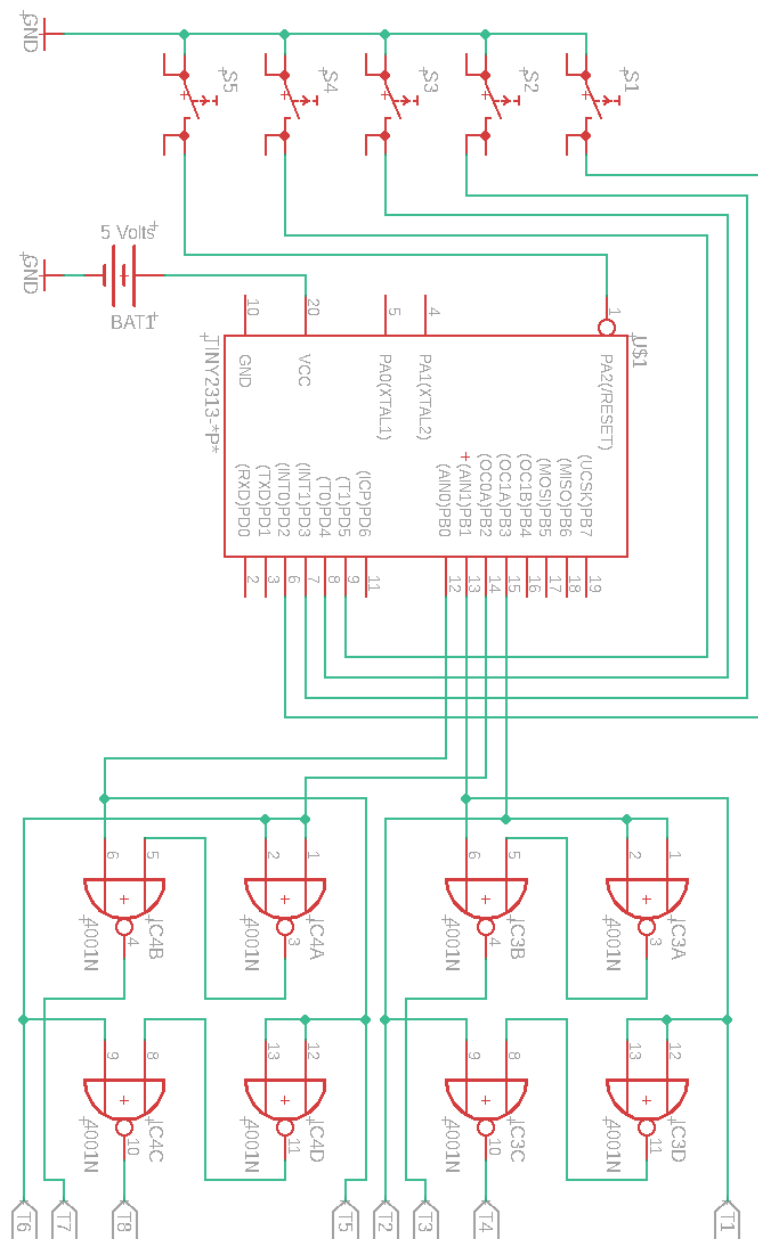 GND
S5
S4
S3
S2
S1
5 Volts
GND
BAT1
10
20
5
4
1
U$1
TINY2313-*P*
GND
VCC
PA0(XTAL1)
PA1(XTAL2)
PA2(/RESET)
(RXD)PD0
(TXD)PD1
(INT0)PD2
(INT1)PD3
(T0)PD4
(T1)PD5
(ICP)PD6
(AIN0)PB0
(AIN1)PB1
(OC0A)PB2
(OC1A)PB3
(OC1B)PB4
(MOSI)PB5
(MISO)PB6
(UCSK)PB7
2
3
6
7
8
9
11
12
13
14
15
16
17
18
19
6
5
2
1
6
5
2
1
4
3
4
3
IC4B
4001N
IC4A
4001N
IC3B
4001N
IC3A
4001N
9
8
13
12
9
8
13
12
10
11
10
11
IC4C
4001N
IC4D
4001N
IC3C
4001N
IC3D
4001N
T6
T7
T8
T5
T2
T3
T4
T1